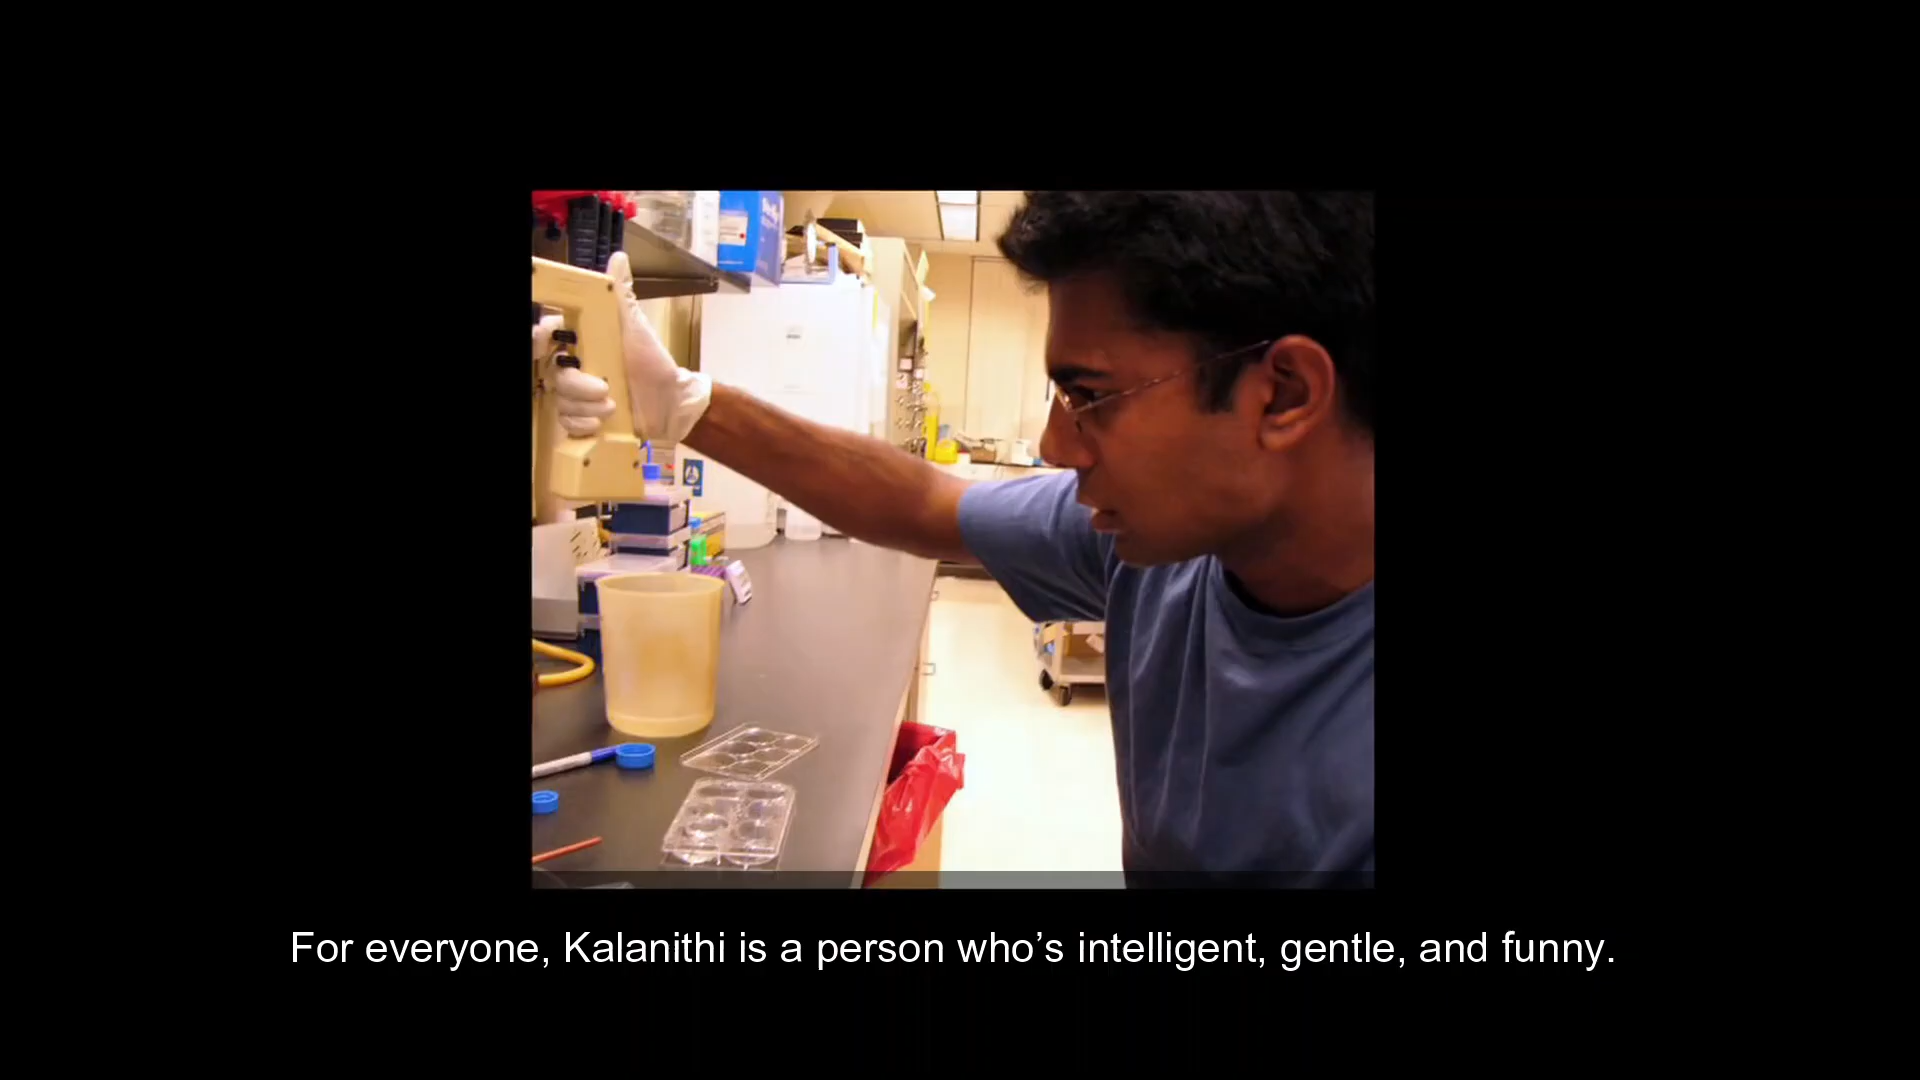 For everyone, Kalanithi is a person who’s intelligent, gentle, and funny.